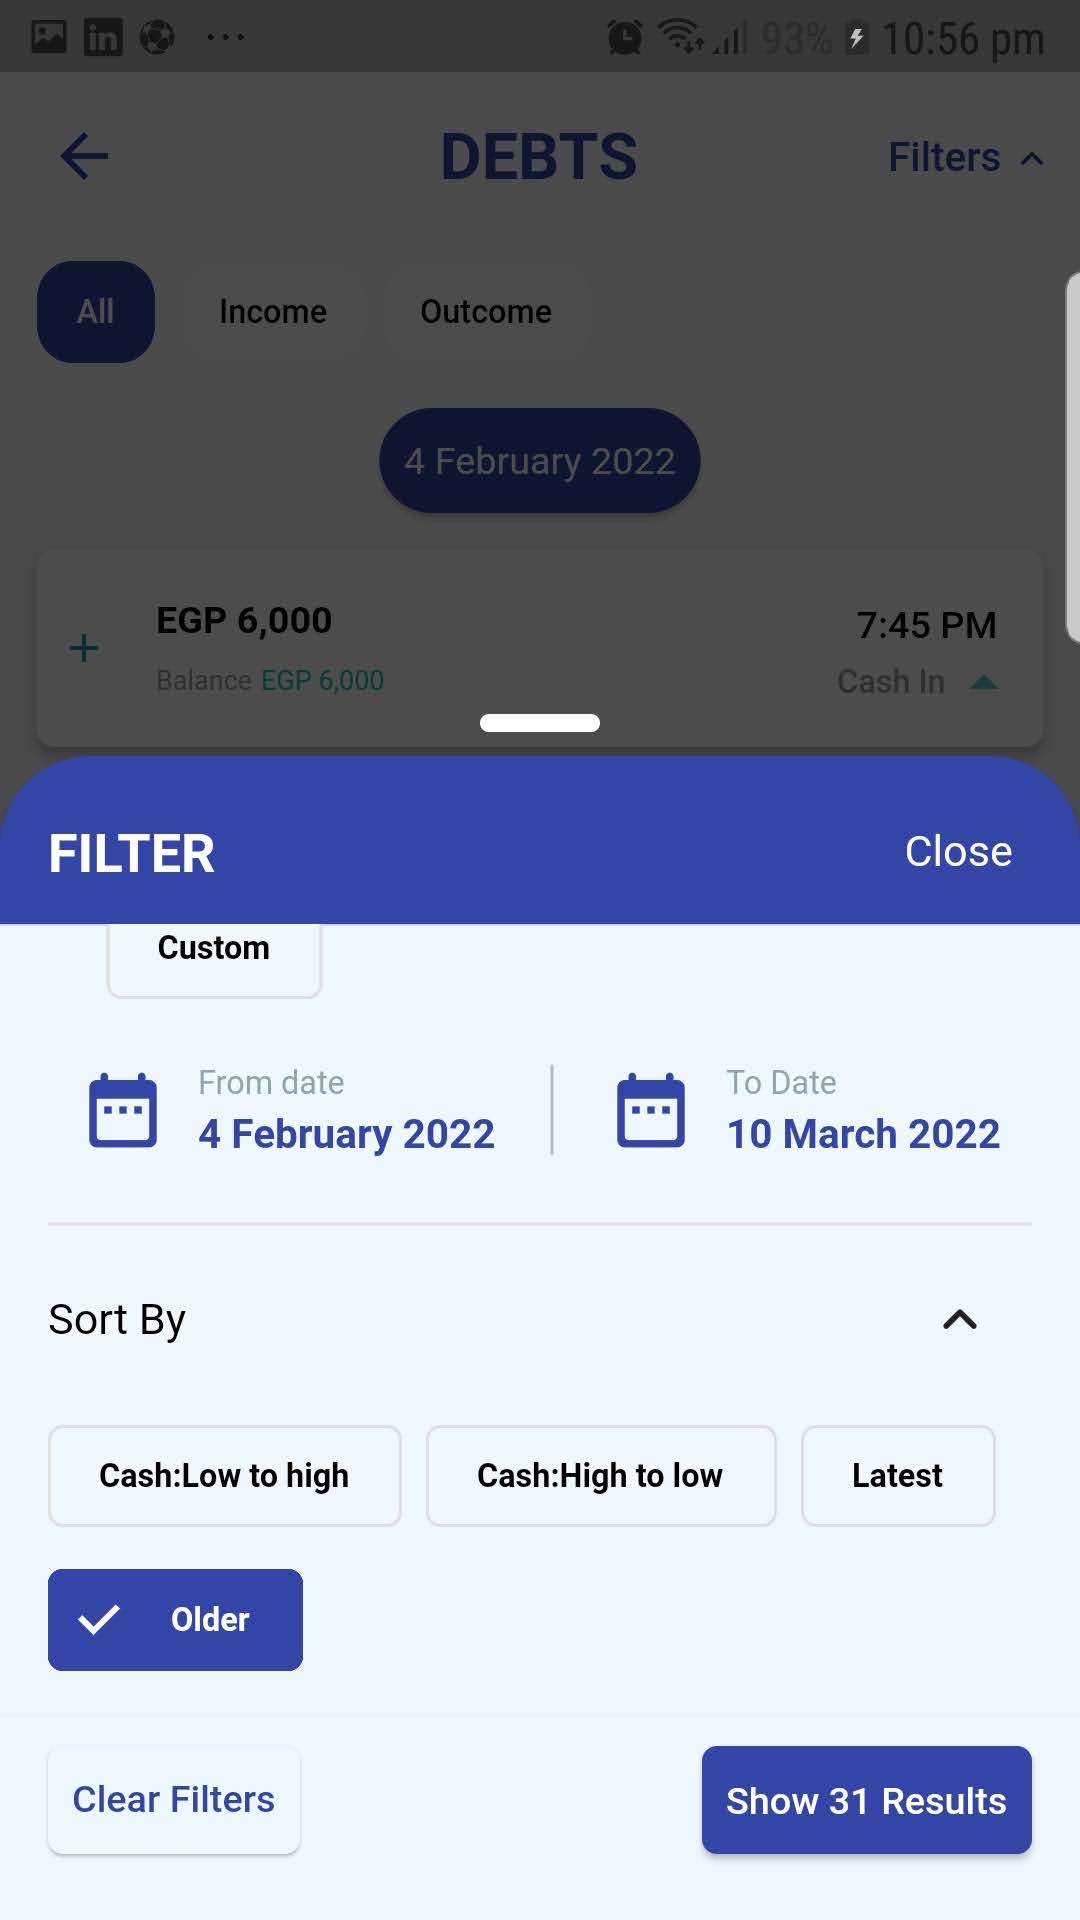 93% 10:56 pm
DEBTS
Filters
All Income Outcome
4 February 2022
EGP 6,000
7:45 PM
Balance EGP 6,000
Cash In
FILTER
Close
Custom
From date
4 February 2022
To Date
10 March 2022
Sort By
Cash:Low to high
Cash:High to low
Latest
Older
Clear Filters
Show 31 Results